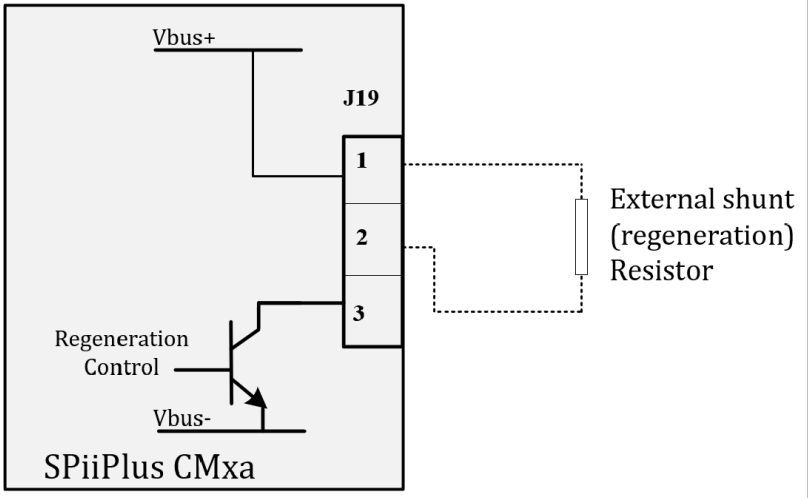 Vbus+
J19
1
2
3
External shunt
(regeneration)
Resistor
Regeneration
Control
Vbus-
SPiiPlus CMxa